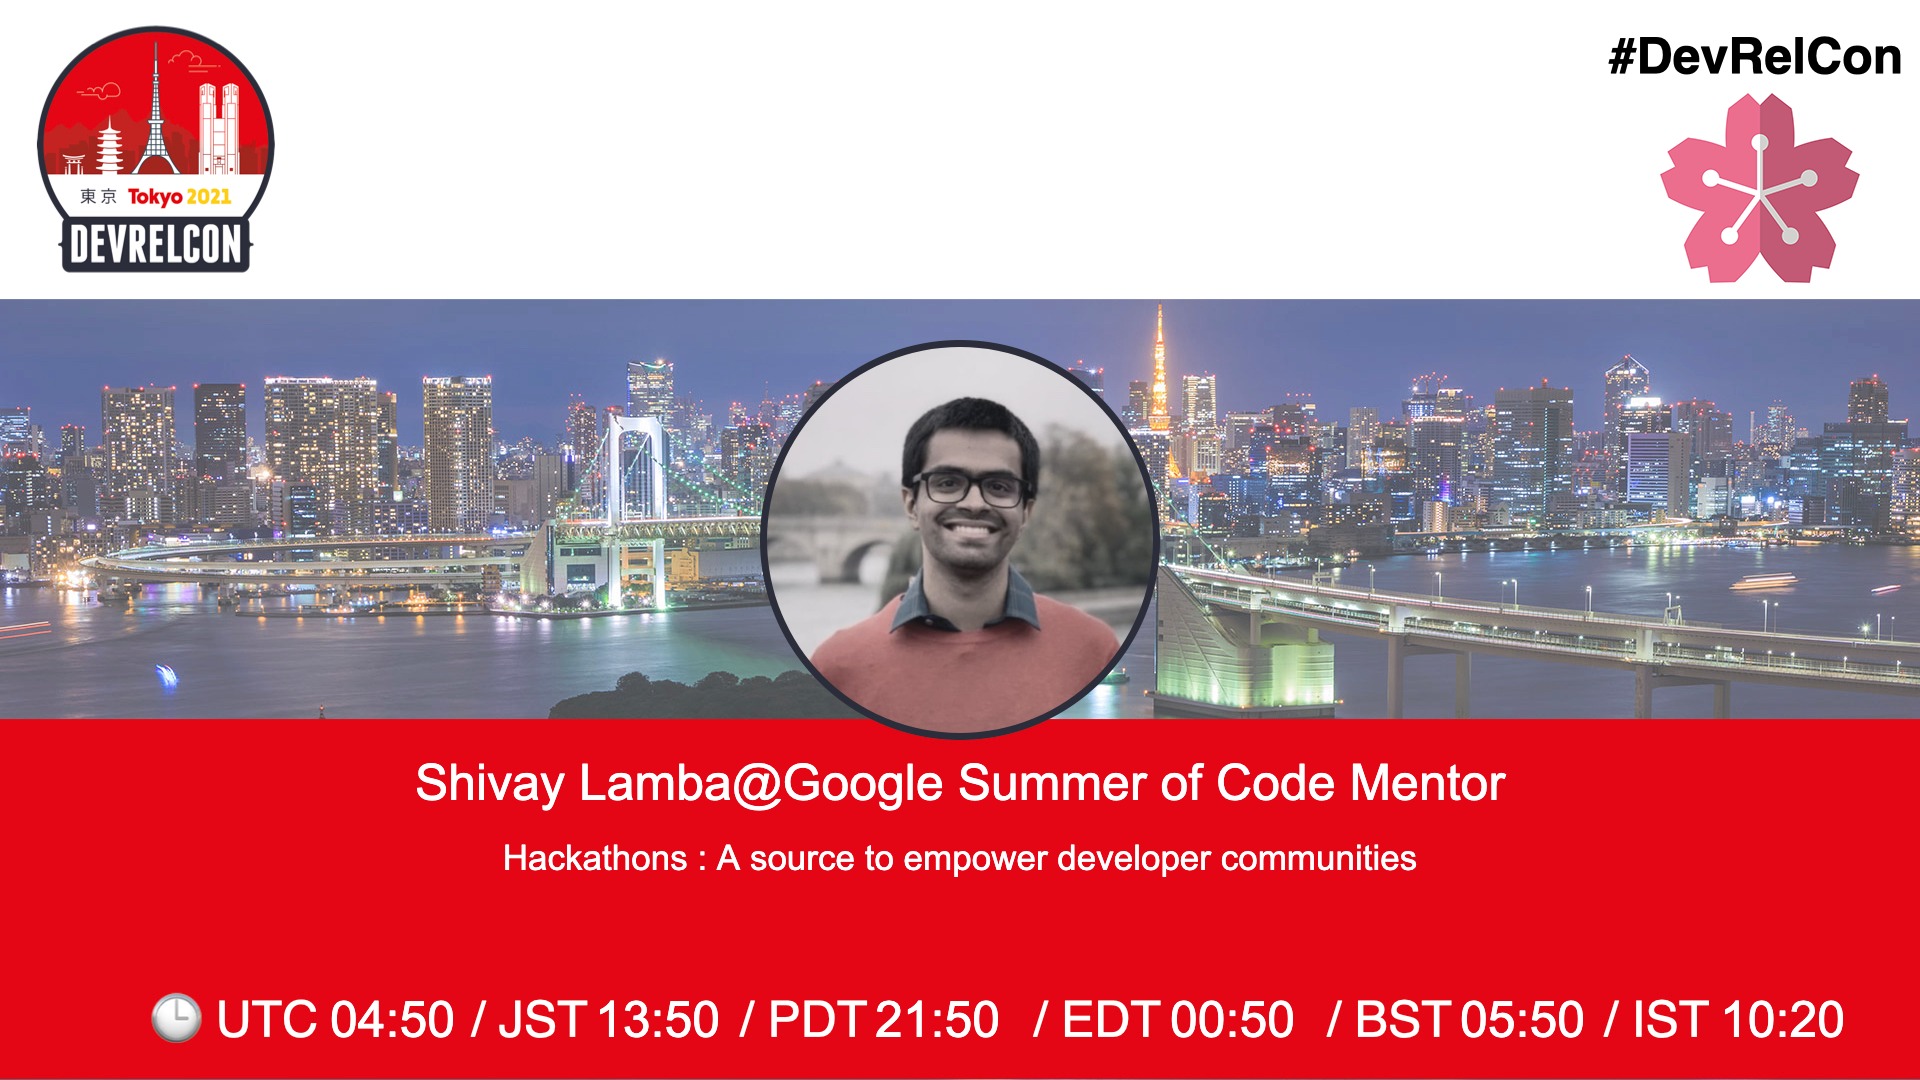 #DevRelCon
東京 Tokyo 2021
DEVRELCON
Shivay Lamba@Google Summer of Code Mentor
Hackathons : A source to empower developer communities
UTC 04:50 / JST 13:50 / PDT 21:50 / EDT 00:50 / BST 05:50 / IST 10:20